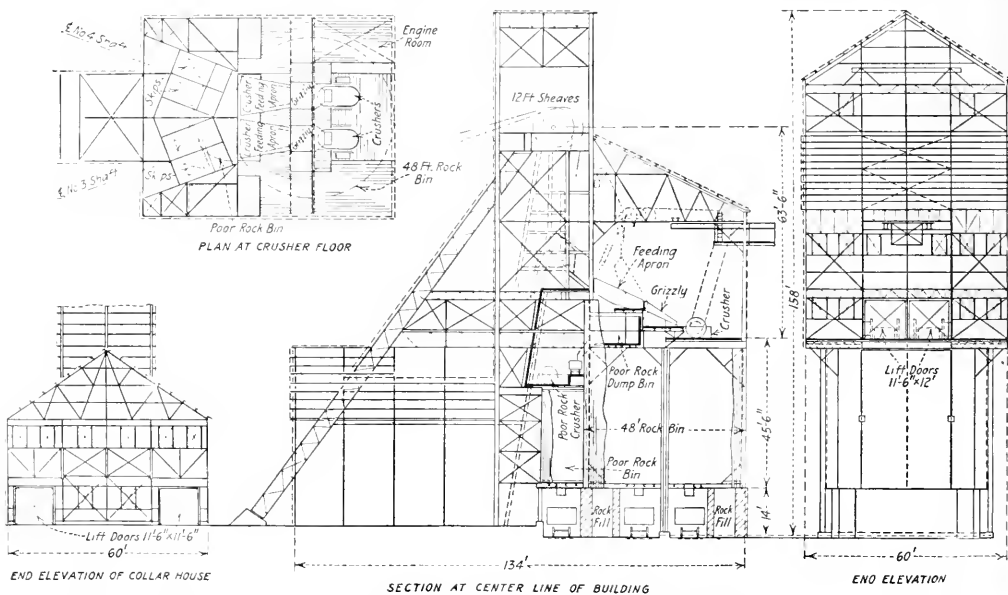 ℄ No.4 Shaft
Skips
Crusher
Feeding
Apron
Crusher
Feeding
Apron
Grizzly
Grizzly
Engine
Room
Crushers
48 Ft. Rock
Bin
℄ No.3 Shaft
Skips
Poor Rock Bin
PLAN AT CRUSHER FLOOR
Lift Doors 11'-6"x11'-6"
60'
END ELEVATION OF COLLAR HOUSE
12 Ft Sheaves
Feeding
Apron
Grizzly
Crusher
Poor Rock
Dump Bin
Poor Rock
Crusher
48' Rock Bin
Poor Rock
Bin
Rock
Fill
Rock
Fill
63'-6"
45'-6"
14'
158'
134'
SECTION AT CENTER LINE OF BUILDING
Lift Doors
11'-6"x12'
60'
END ELEVATION